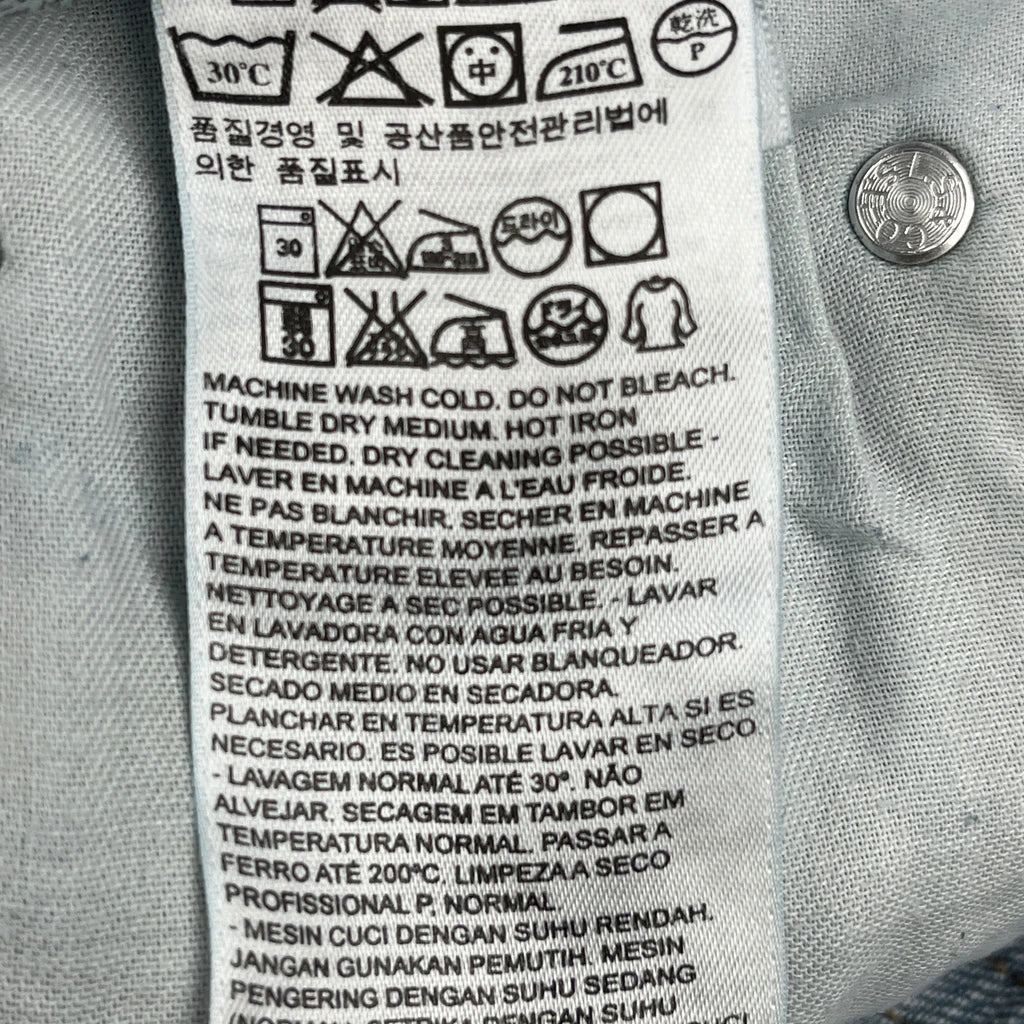 30°C
中
210°C
乾洗
P
품질경영 및 공산품안전관리법에
의한 품질표시
30
드라이
30
MACHINE WASH COLD. DO NOT BLEACH.
TUMBLE DRY MEDIUM. HOT IRON
IF NEEDED. DRY CLEANING POSSIBLE -
LAVER EN MACHINE A L'EAU FROIDE.
NE PAS BLANCHIR. SECHER EN MACHINE
A TEMPERATURE MOYENNE. REPASSER A
TEMPERATURE ELEVEE AU BESOIN.
NETTOYAGE A SEC POSSIBLE. - LAVAR
EN LAVADORA CON AGUA FRIA Y
DETERGENTE. NO USAR BLANQUEADOR.
SECADO MEDIO EN SECADORA.
PLANCHAR EN TEMPERATURA ALTA SI ES
NECESARIO. ES POSIBLE LAVAR EN SECO
- LAVAGEM NORMAL ATÉ 30º. NÃO
ALVEJAR. SECAGEM EM TAMBOR EM
TEMPERATURA NORMAL. PASSAR A
FERRO ATÉ 200ºC. LIMPEZA A SECO
PROFISSIONAL P. NORMAL
- MESIN CUCI DENGAN SUHU RENDAH.
JANGAN GUNAKAN PEMUTIH. MESIN
PENGERING DENGAN SUHU SEDANG
(NORMAL). SETRIKA DENGAN SUHU